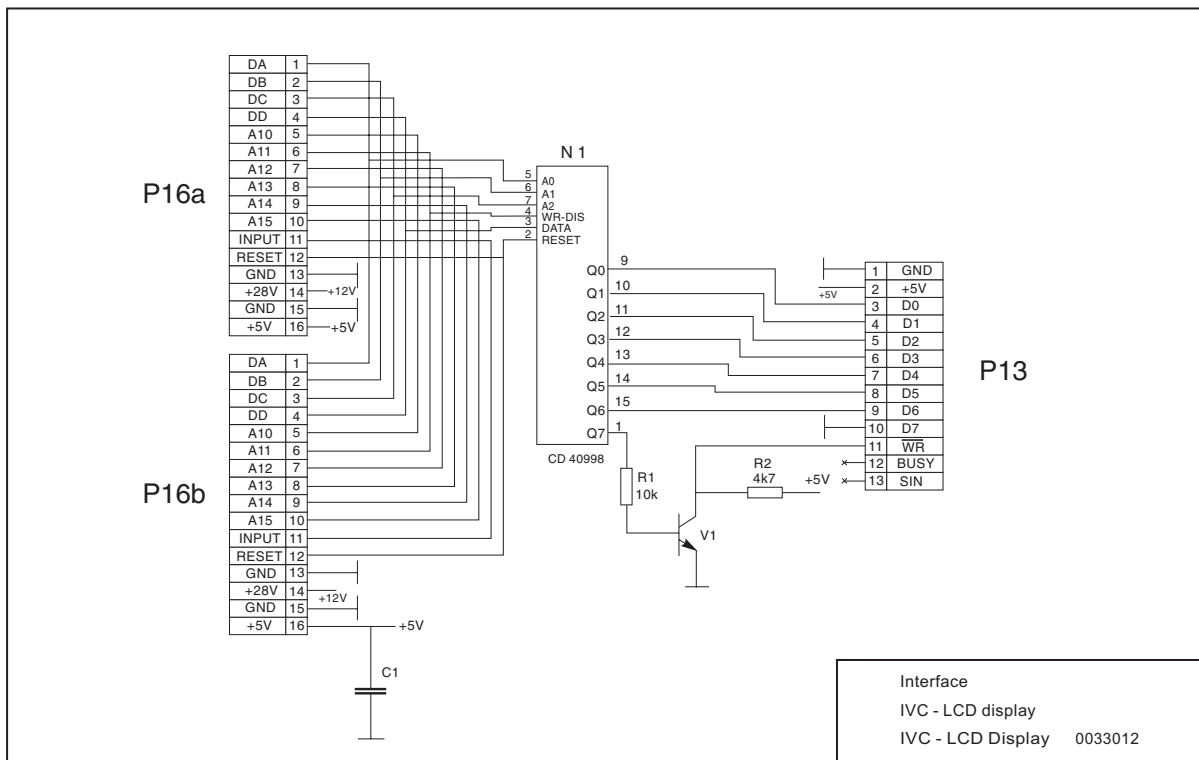 P16a
DA 1
DB 2
DC 3
DD 4
A10 5
A11 6
A12 7
A13 8
A14 9
A15 10
INPUT 11
RESET 12
GND 13
+28V 14 +12V
GND 15
+5V 16 +5V
P16b
DA 1
DB 2
DC 3
DD 4
A10 5
A11 6
A12 7
A13 8
A14 9
A15 10
INPUT 11
RESET 12
GND 13
+28V 14 +12V
GND 15
+5V 16 +5V
C1
N 1
5 A0
6 A1
7 A2
4 WR-DIS
3 DATA
2 RESET
Q0 9
Q1 10
Q2 11
Q3 12
Q4 13
Q5 14
Q6 15
Q7 1
CD 40998
R1
10k
R2
4k7
+5V
V1
P13
1 GND
+5V 2 +5V
3 D0
4 D1
5 D2
6 D3
7 D4
8 D5
9 D6
10 D7
11 WR
12 BUSY
13 SIN
Interface
IVC - LCD display
IVC - LCD Display 0033012